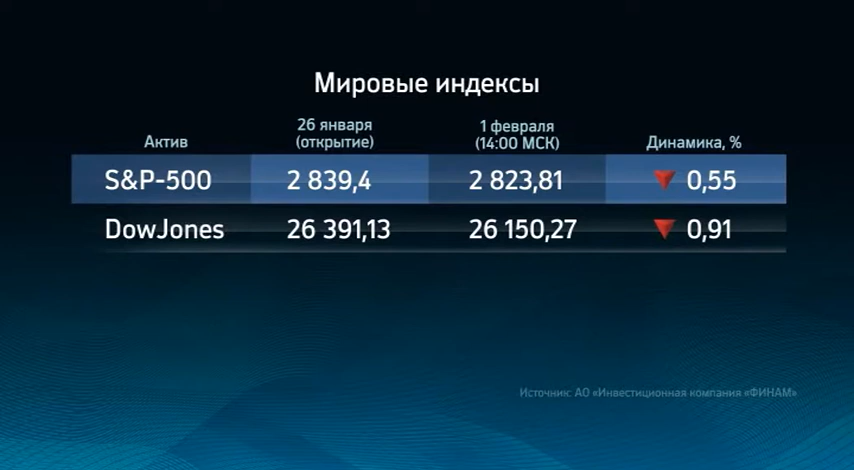 Мировые индексы
Актив 26 января (открытие) 1 февраля (14:00 МСК) Динамика, %
S&P-500 2 839,4 2 823,81 0,55
DowJones 26 391,13 26 150,27 0,91
Источник: АО «Инвестиционная компания «ФИНАМ»